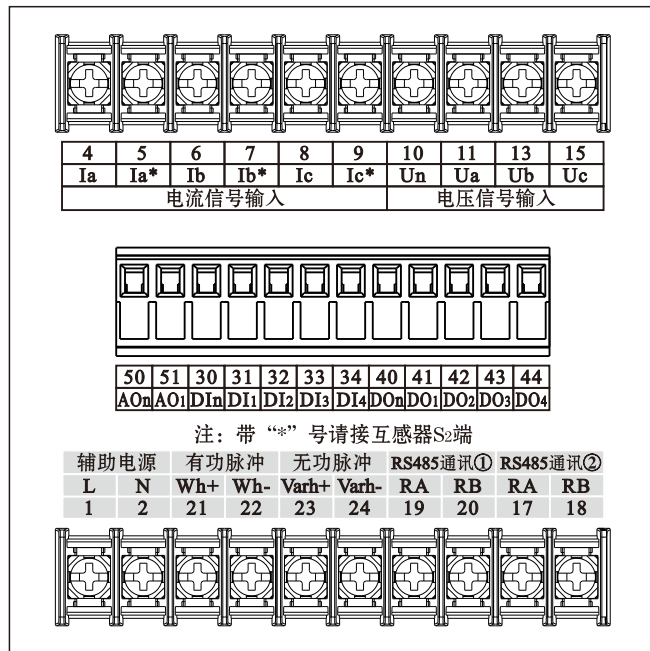 4 5 6 7 8 9 10 11 13 15
Ia Ia* Ib Ib* Ic Ic* Un Ua Ub Uc
电流信号输入 电压信号输入
50 51 30 31 32 33 34 40 41 42 43 44
AOn AO1 DIn DI1 DI2 DI3 DI4 DOn DO1 DO2 DO3 DO4
注：带“*”号请接互感器S2端
辅助电源 有功脉冲 无功脉冲 RS485通讯① RS485通讯②
L N Wh+ Wh- Varh+ Varh- RA RB RA RB
1 2 21 22 23 24 19 20 17 18